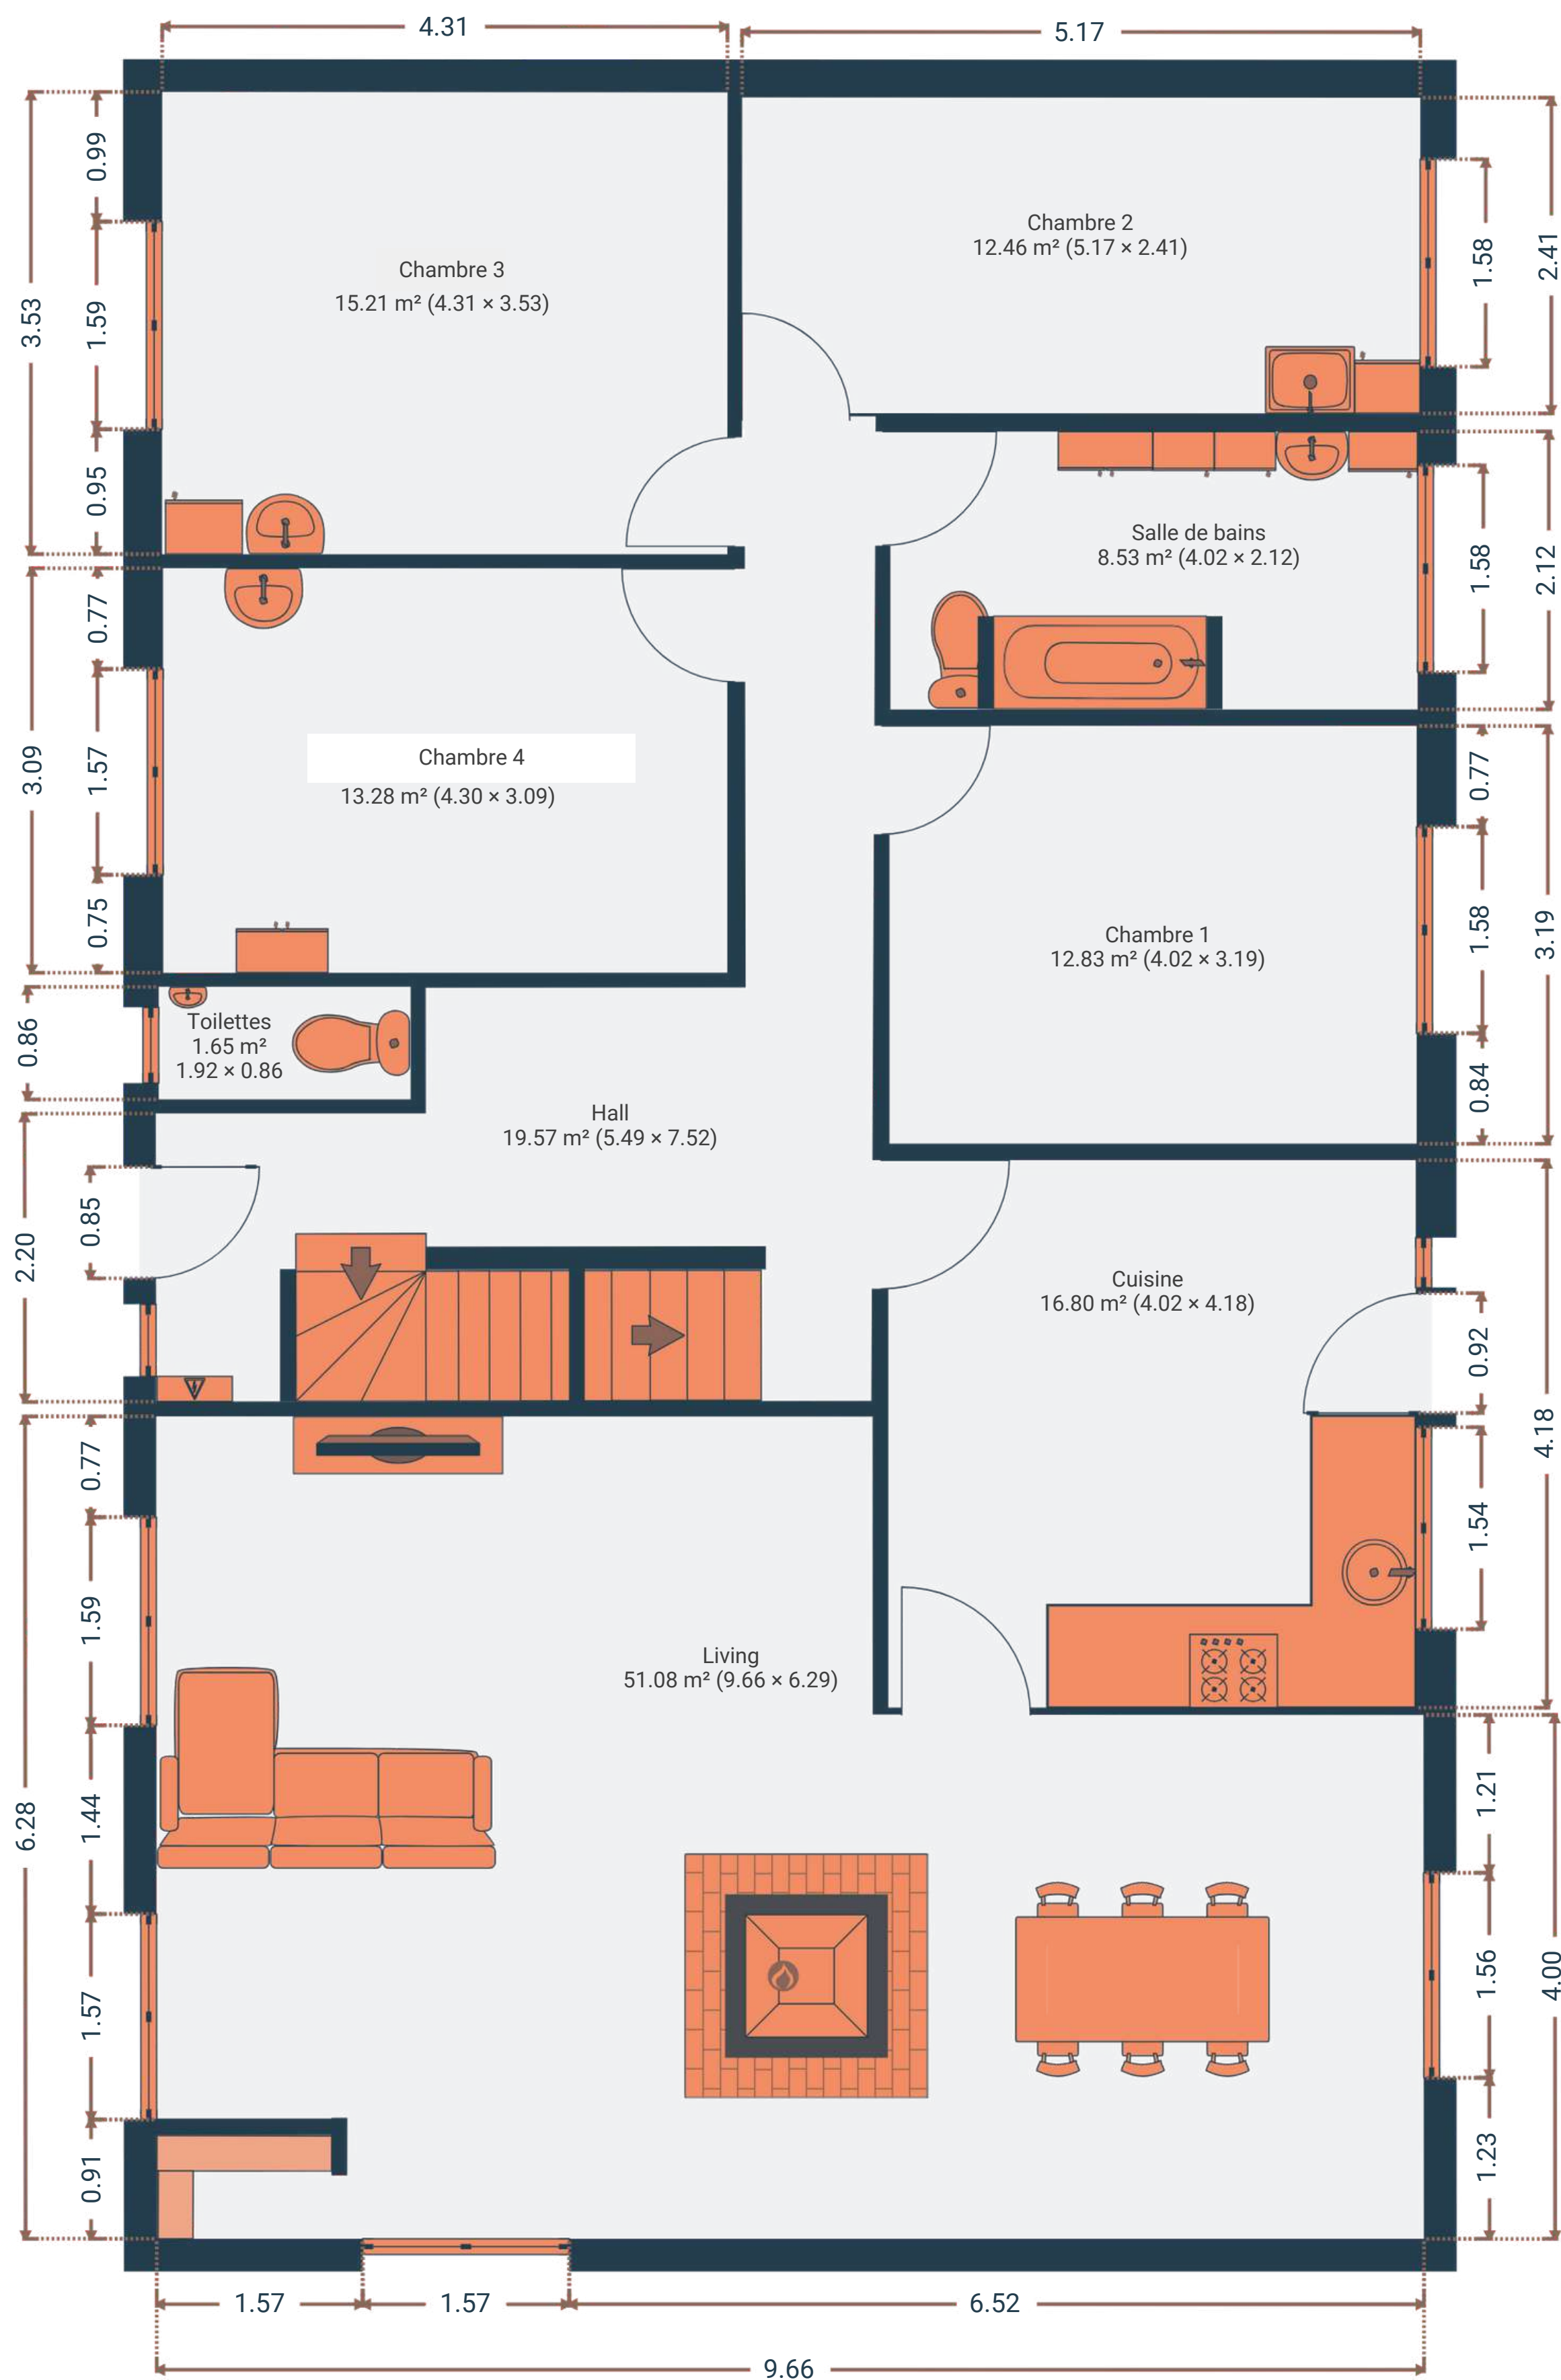 4.31
5.17
0.99
3.53
1.59
0.95
Chambre 3
15.21 m² (4.31 × 3.53)
Chambre 2
12.46 m² (5.17 × 2.41)
1.58
2.41
Salle de bains
8.53 m² (4.02 × 2.12)
1.58
2.12
0.77
3.09
1.57
0.75
Chambre 4
13.28 m² (4.30 × 3.09)
0.77
1.58
3.19
0.84
Chambre 1
12.83 m² (4.02 × 3.19)
0.86
Toilettes
1.65 m²
1.92 × 0.86
Hall
19.57 m² (5.49 × 7.52)
2.20
0.85
Cuisine
16.80 m² (4.02 × 4.18)
0.92
4.18
1.54
0.77
1.59
6.28
1.44
1.57
0.91
Living
51.08 m² (9.66 × 6.29)
1.21
1.56
4.00
1.23
1.57
1.57
6.52
9.66